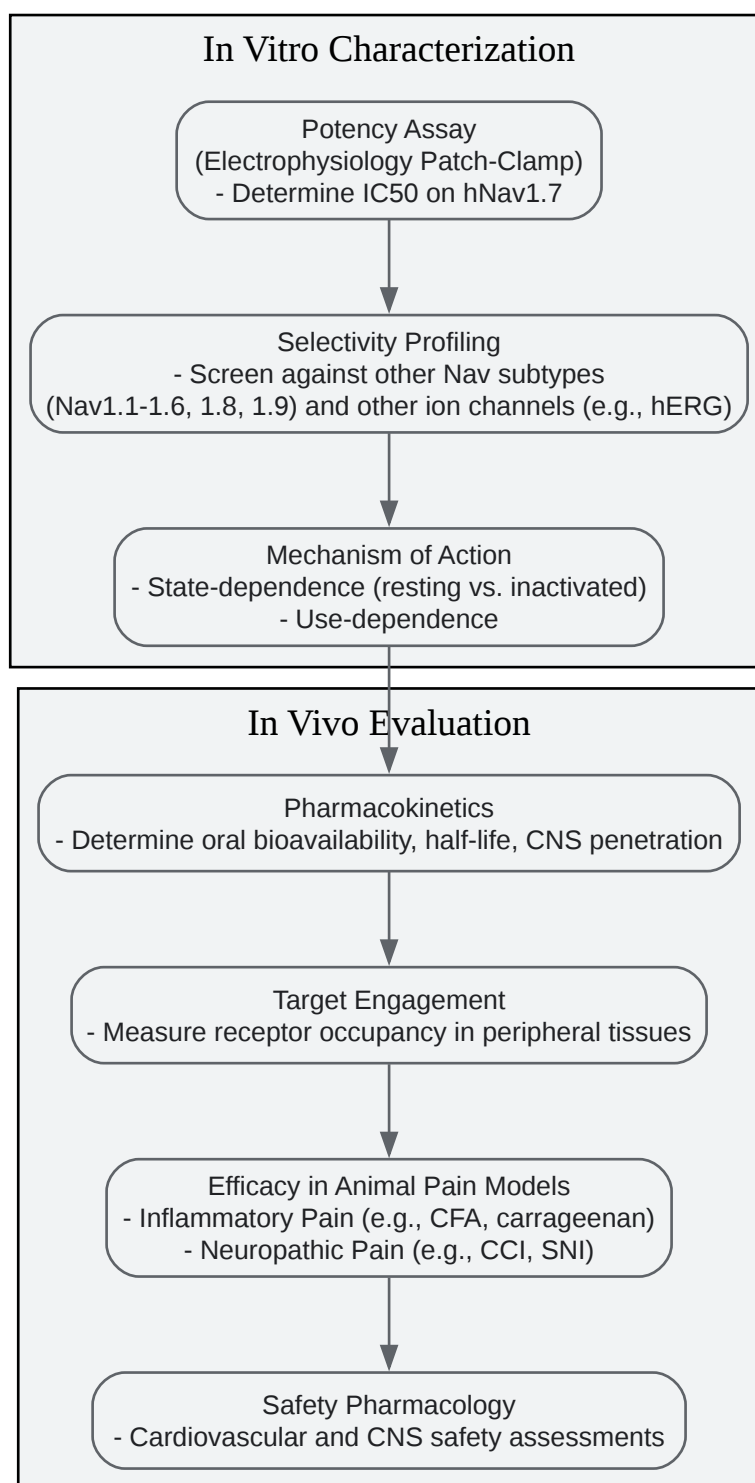 In Vitro Characterization
Potency Assay
(Electrophysiology Patch-Clamp)
- Determine IC50 on hNav1.7
Selectivity Profiling
- Screen against other Nav subtypes
(Nav1.1-1.6, 1.8, 1.9) and other ion channels (e.g., hERG)
Mechanism of Action
- State-dependence (resting vs. inactivated)
- Use-dependence
In Vivo Evaluation
Pharmacokinetics
- Determine oral bioavailability, half-life, CNS penetration
Target Engagement
- Measure receptor occupancy in peripheral tissues
Efficacy in Animal Pain Models
- Inflammatory Pain (e.g., CFA, carrageenan)
- Neuropathic Pain (e.g., CCI, SNI)
Safety Pharmacology
- Cardiovascular and CNS safety assessments